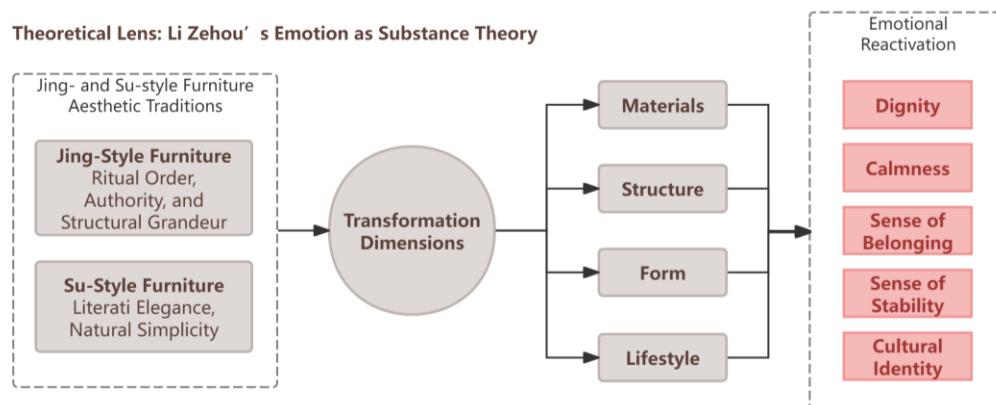 Theoretical Lens: Li Zehou’s Emotion as Substance Theory
Jing- and Su-style Furniture
Aesthetic Traditions
Jing-Style Furniture
Ritual Order,
Authority, and
Structural Grandeur
Su-Style Furniture
Literati Elegance,
Natural Simplicity
Transformation
Dimensions
Materials
Structure
Form
Lifestyle
Emotional
Reactivation
Dignity
Calmness
Sense of
Belonging
Sense of
Stability
Cultural
Identity